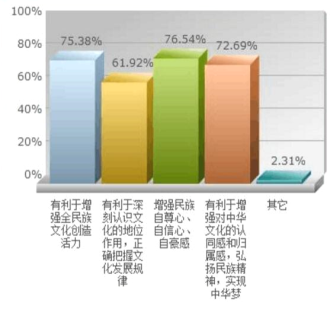 100%
80%
60%
40%
20%
0%
75.38%
61.92%
76.54%
72.69%
2.31%
有利于增
强全民族
文化创造
活力
有利于深
刻认识文
化的地位
作用，正
确把握文
化发展规
律
增强民族
自尊心、
自信心、
自豪感
有利于增
强对中华
文化的认
同感和归
属感，弘
扬民族精
神，实现
中华梦
其它